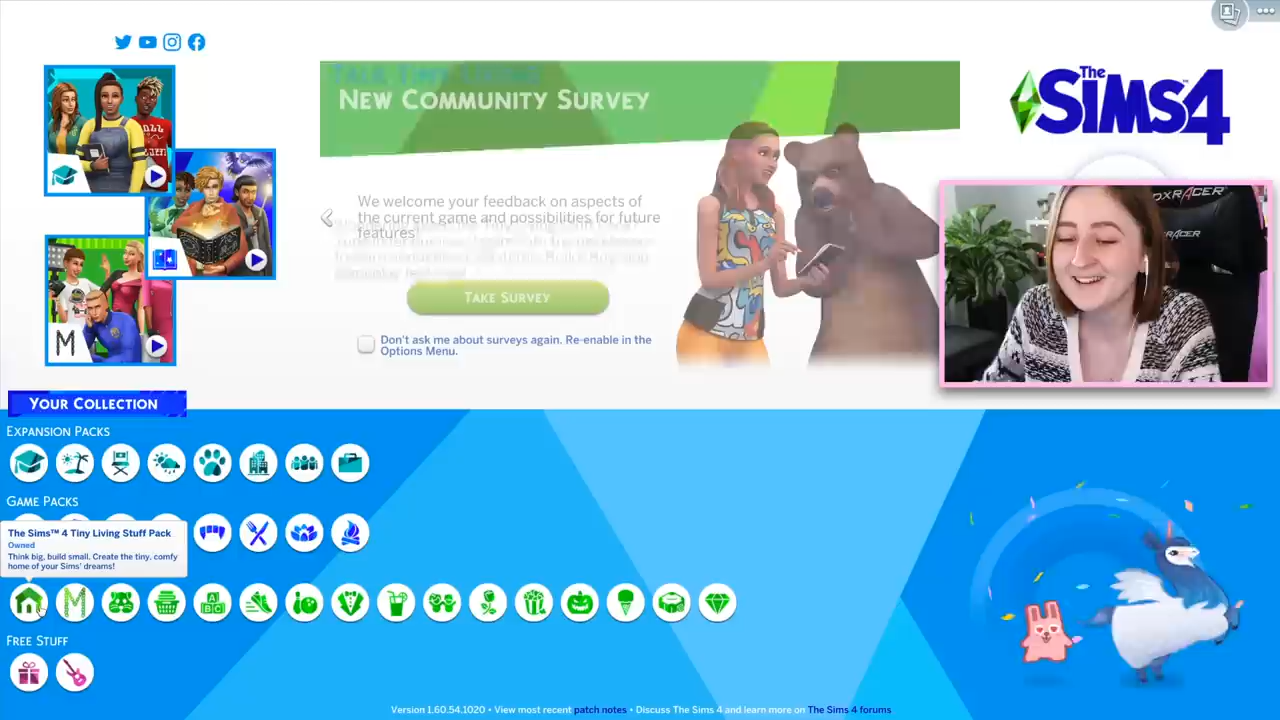 TALK TINY LIVING
NEW COMMUNITY SURVEY
We welcome your feedback on aspects of
the current game and possibilities for future
features!
TAKE SURVEY
Don't ask me about surveys again. Re-enable in the
Options Menu.
The
SIMS 4
M
YOUR COLLECTION
EXPANSION PACKS
GAME PACKS
The Sims™ 4 Tiny Living Stuff Pack
Owned
Think big, build small. Create the tiny, comfy
home of your Sims' dreams!
M
ABC
FREE STUFF
Version 1.60.54.1020 • View most recent patch notes • Discuss The Sims 4 and learn more on The Sims 4 forums